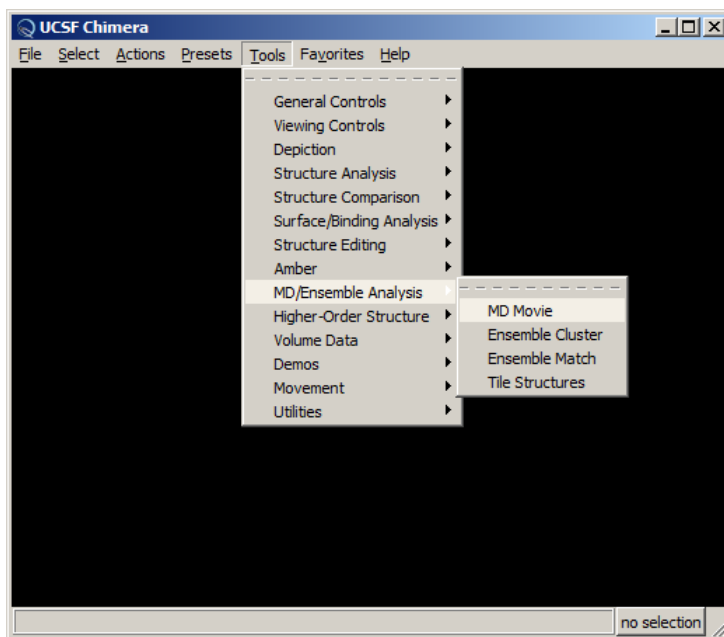 UCSF Chimera
File Select Actions Presets Tools Favorites Help
General Controls
Viewing Controls
Depiction
Structure Analysis
Structure Comparison
Surface/Binding Analysis
Structure Editing
Amber
MD/Ensemble Analysis
Higher-Order Structure
Volume Data
Demos
Movement
Utilities
MD Movie
Ensemble Cluster
Ensemble Match
Tile Structures
no selection